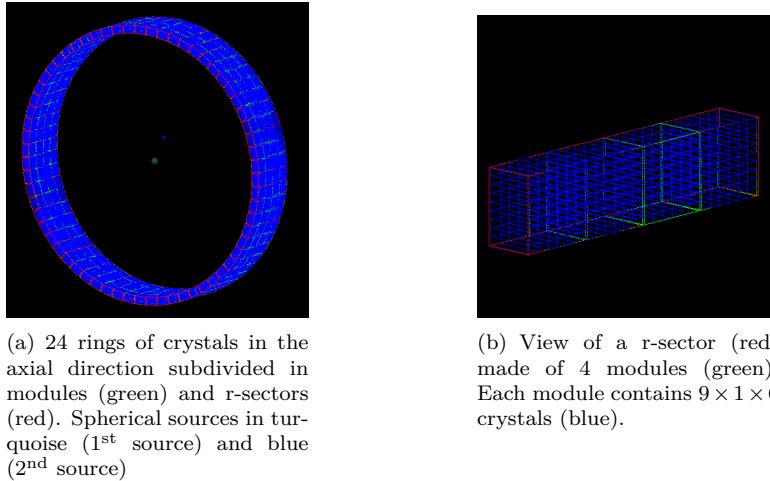 (a) 24 rings of crystals in the
axial direction subdivided in
modules (green) and r-sectors
(red). Spherical sources in tur-
quoise (1st source) and blue
(2nd source)
(b) View of a r-sector (red
made of 4 modules (green)
Each module contains 9 × 1 ×
crystals (blue).